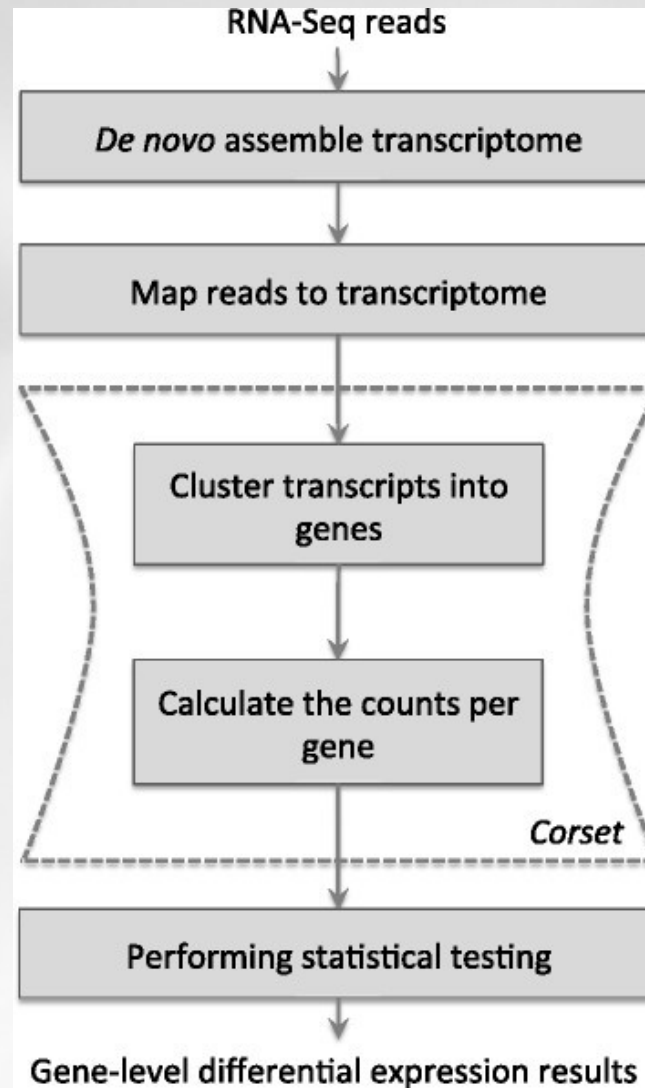 RNA-Seq reads
De novo assemble transcriptome
Map reads to transcriptome
Cluster transcripts into
genes
Calculate the counts per
gene
Corset
Performing statistical testing
Gene-level differential expression results